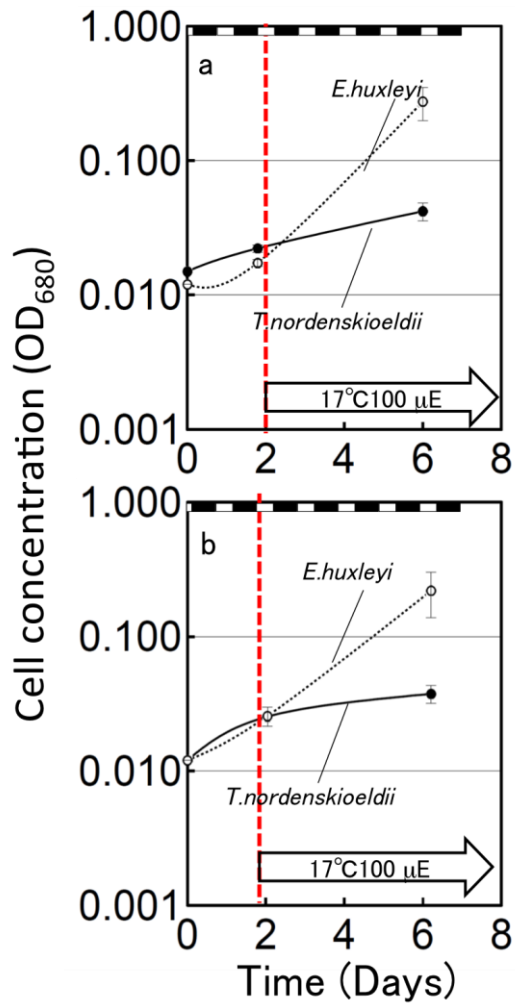 Cell concentration (OD680)
1.000
a
E.huxleyi
0.100
0.010
T.nordenskioeldii
17℃100 μE
0.001
0 2 4 6 8
1.000
b
E.huxleyi
0.100
0.010
T.nordenskioeldii
17℃100 μE
0.001
0 2 4 6 8
Time (Days)